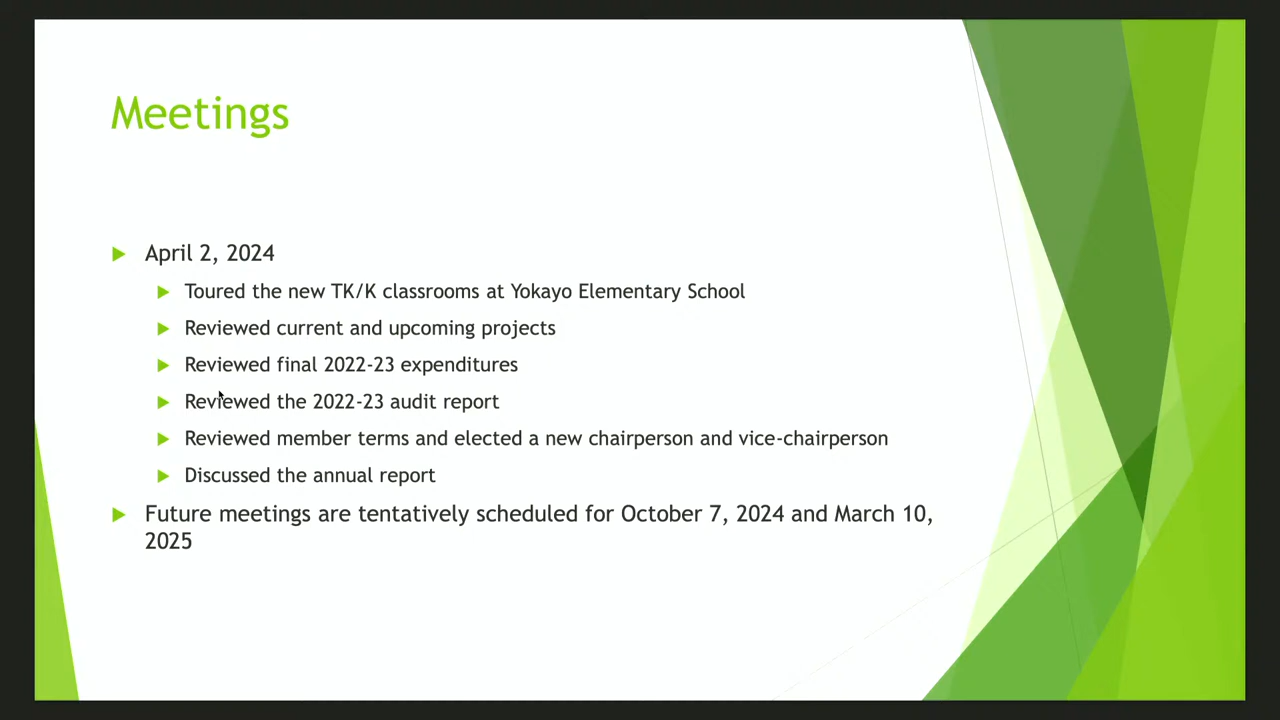 Meetings
April 2, 2024
Toured the new TK/K classrooms at Yokayo Elementary School
Reviewed current and upcoming projects
Reviewed final 2022-23 expenditures
Reviewed the 2022-23 audit report
Reviewed member terms and elected a new chairperson and vice-chairperson
Discussed the annual report
Future meetings are tentatively scheduled for October 7, 2024 and March 10,
2025